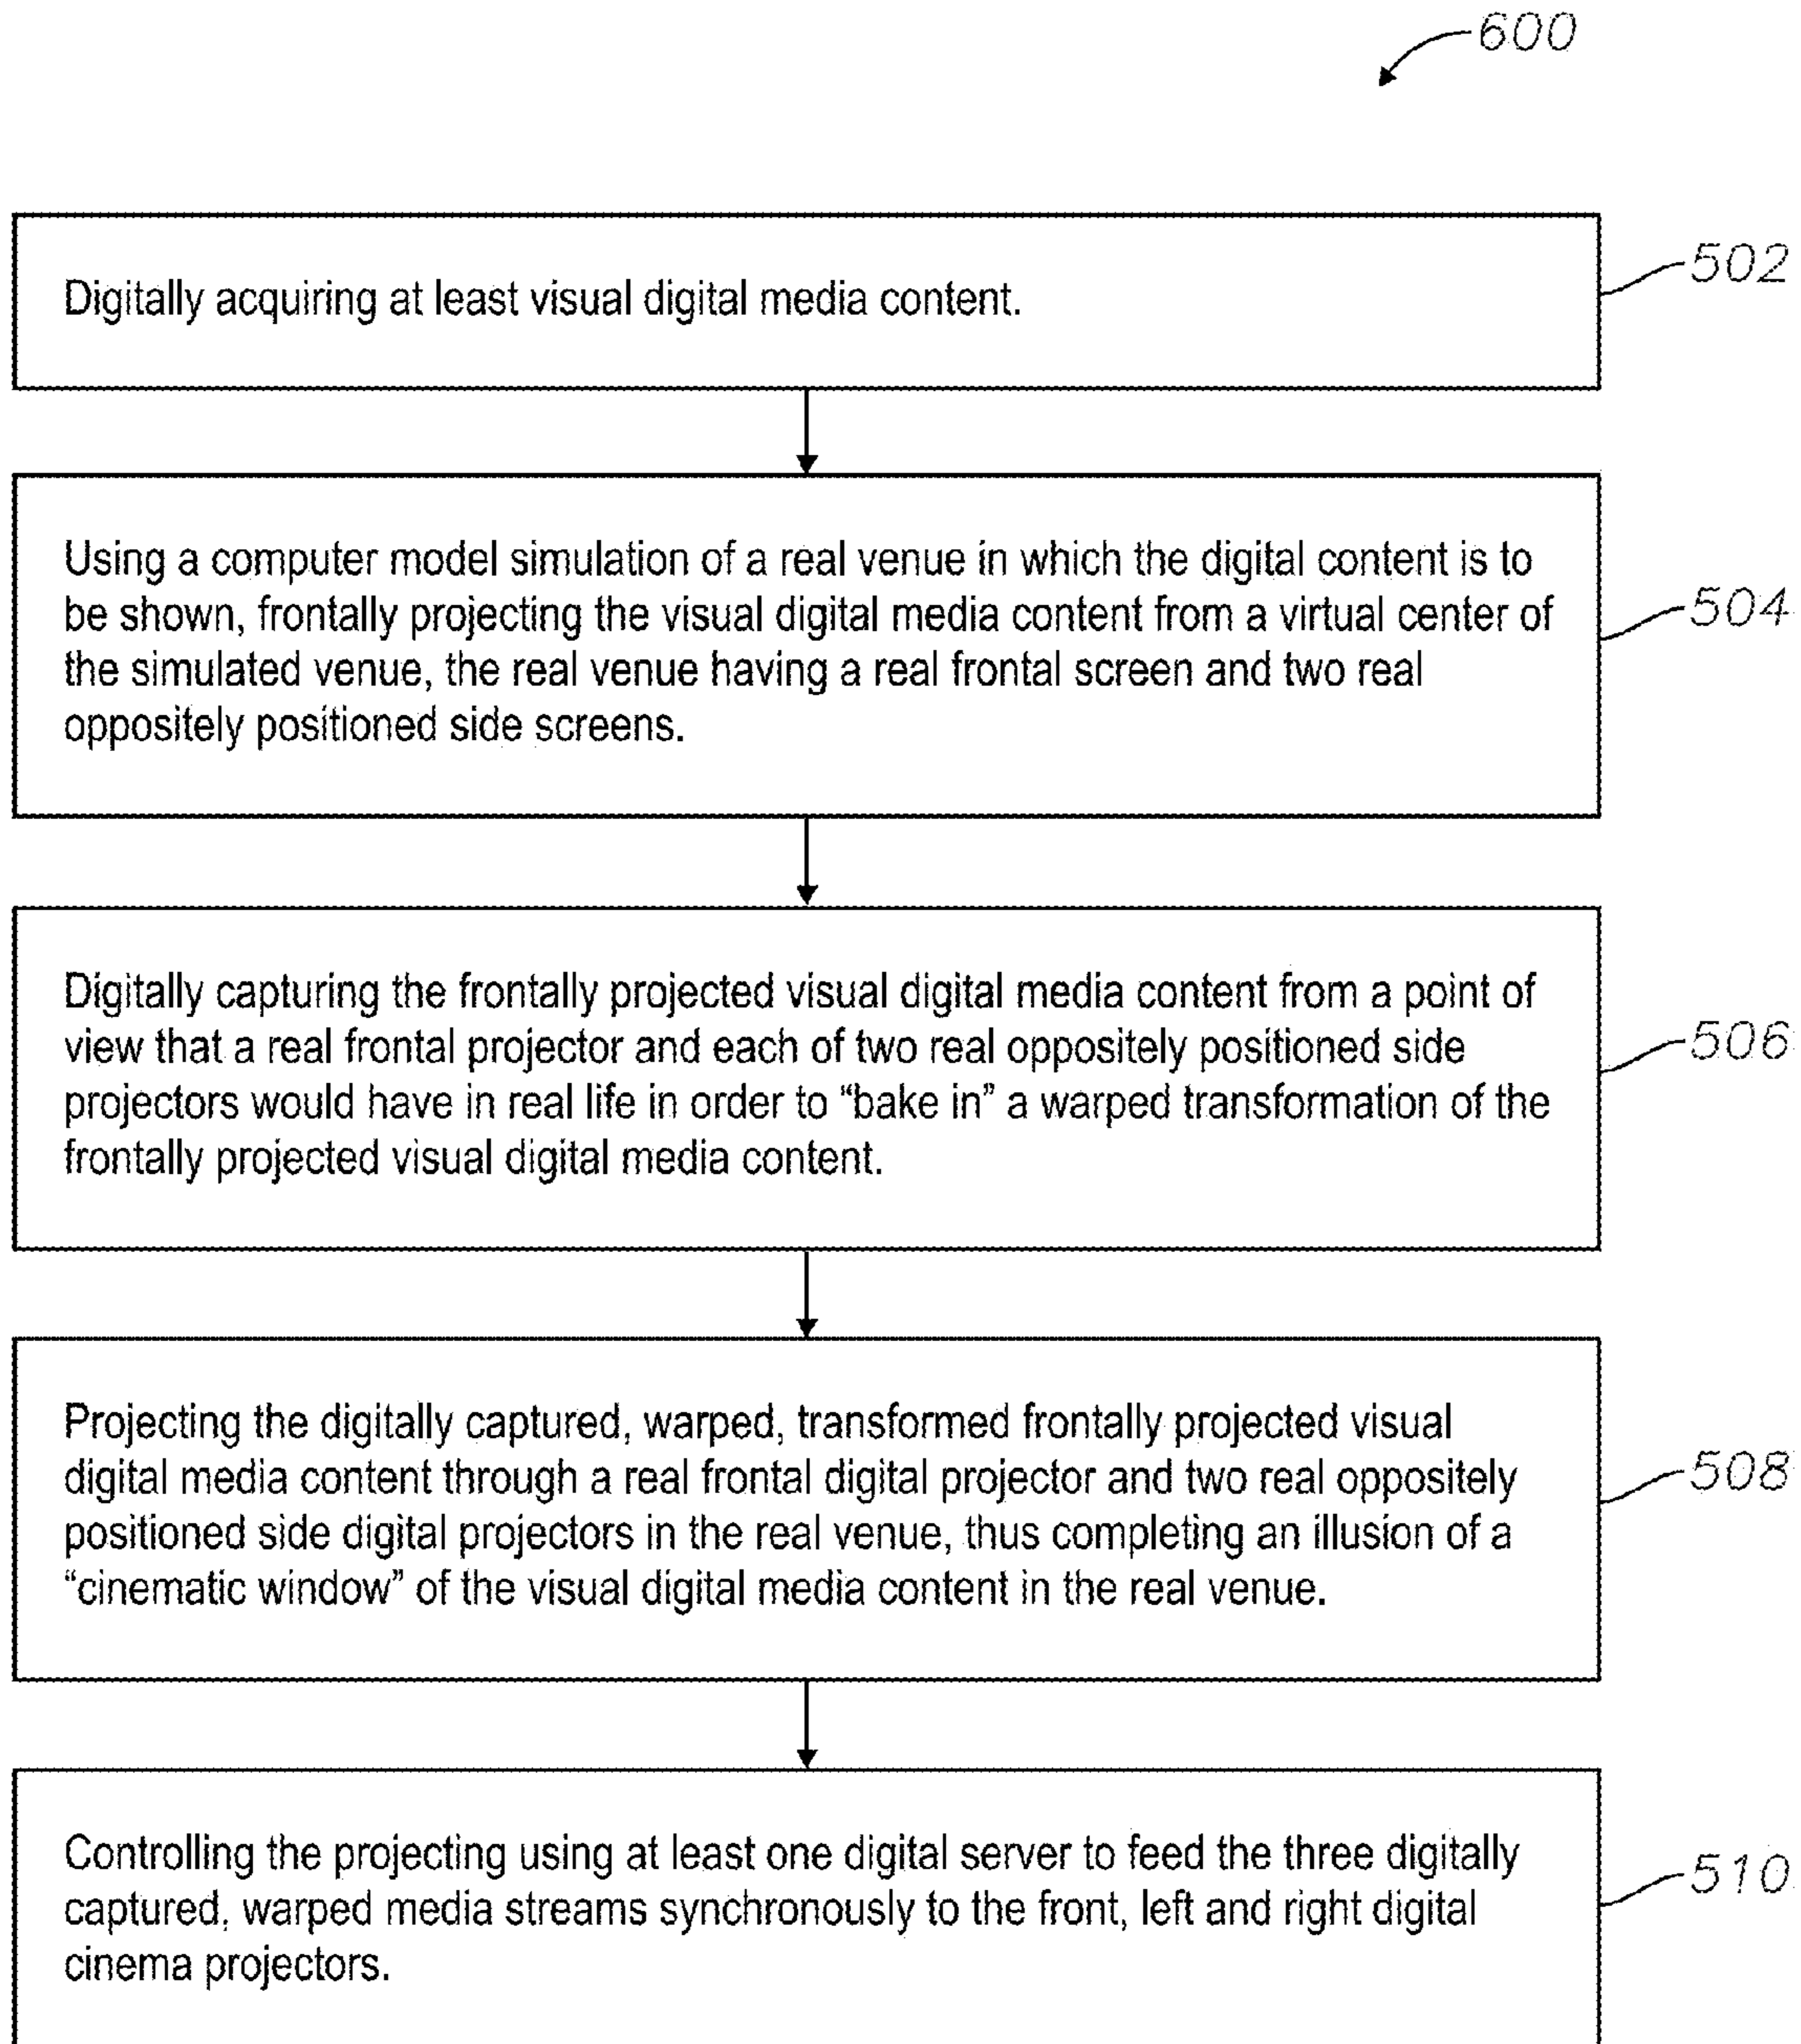 600
Digitally acquiring at least visual digital media content.
502
Using a computer model simulation of a real venue in which the digital content is to
be shown, frontally projecting the visual digital media content from a virtual center of
the simulated venue, the real venue having a real frontal screen and two real
oppositely positioned side screens.
504
Digitally capturing the frontally projected visual digital media content from a point of
view that a real frontal projector and each of two real oppositely positioned side
projectors would have in real life in order to “bake in” a warped transformation of the
frontally projected visual digital media content.
506
Projecting the digitally captured, warped, transformed frontally projected visual
digital media content through a real frontal digital projector and two real oppositely
positioned side digital projectors in the real venue, thus completing an illusion of a
“cinematic window” of the visual digital media content in the real venue.
508
Controlling the projecting using at least one digital server to feed the three digitally
captured, warped media streams synchronously to the front, left and right digital
cinema projectors.
510